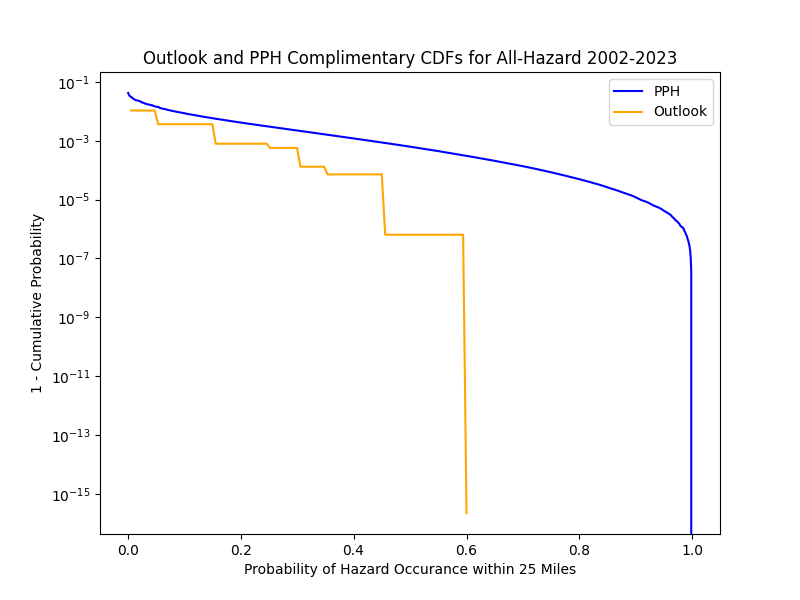 Outlook and PPH Complimentary CDFs for All-Hazard 2002-2023
PPH
Outlook
1 - Cumulative Probability
10⁻¹
10⁻³
10⁻⁵
10⁻⁷
10⁻⁹
10⁻¹¹
10⁻¹³
10⁻¹⁵
0.0 0.2 0.4 0.6 0.8 1.0
Probability of Hazard Occurance within 25 Miles